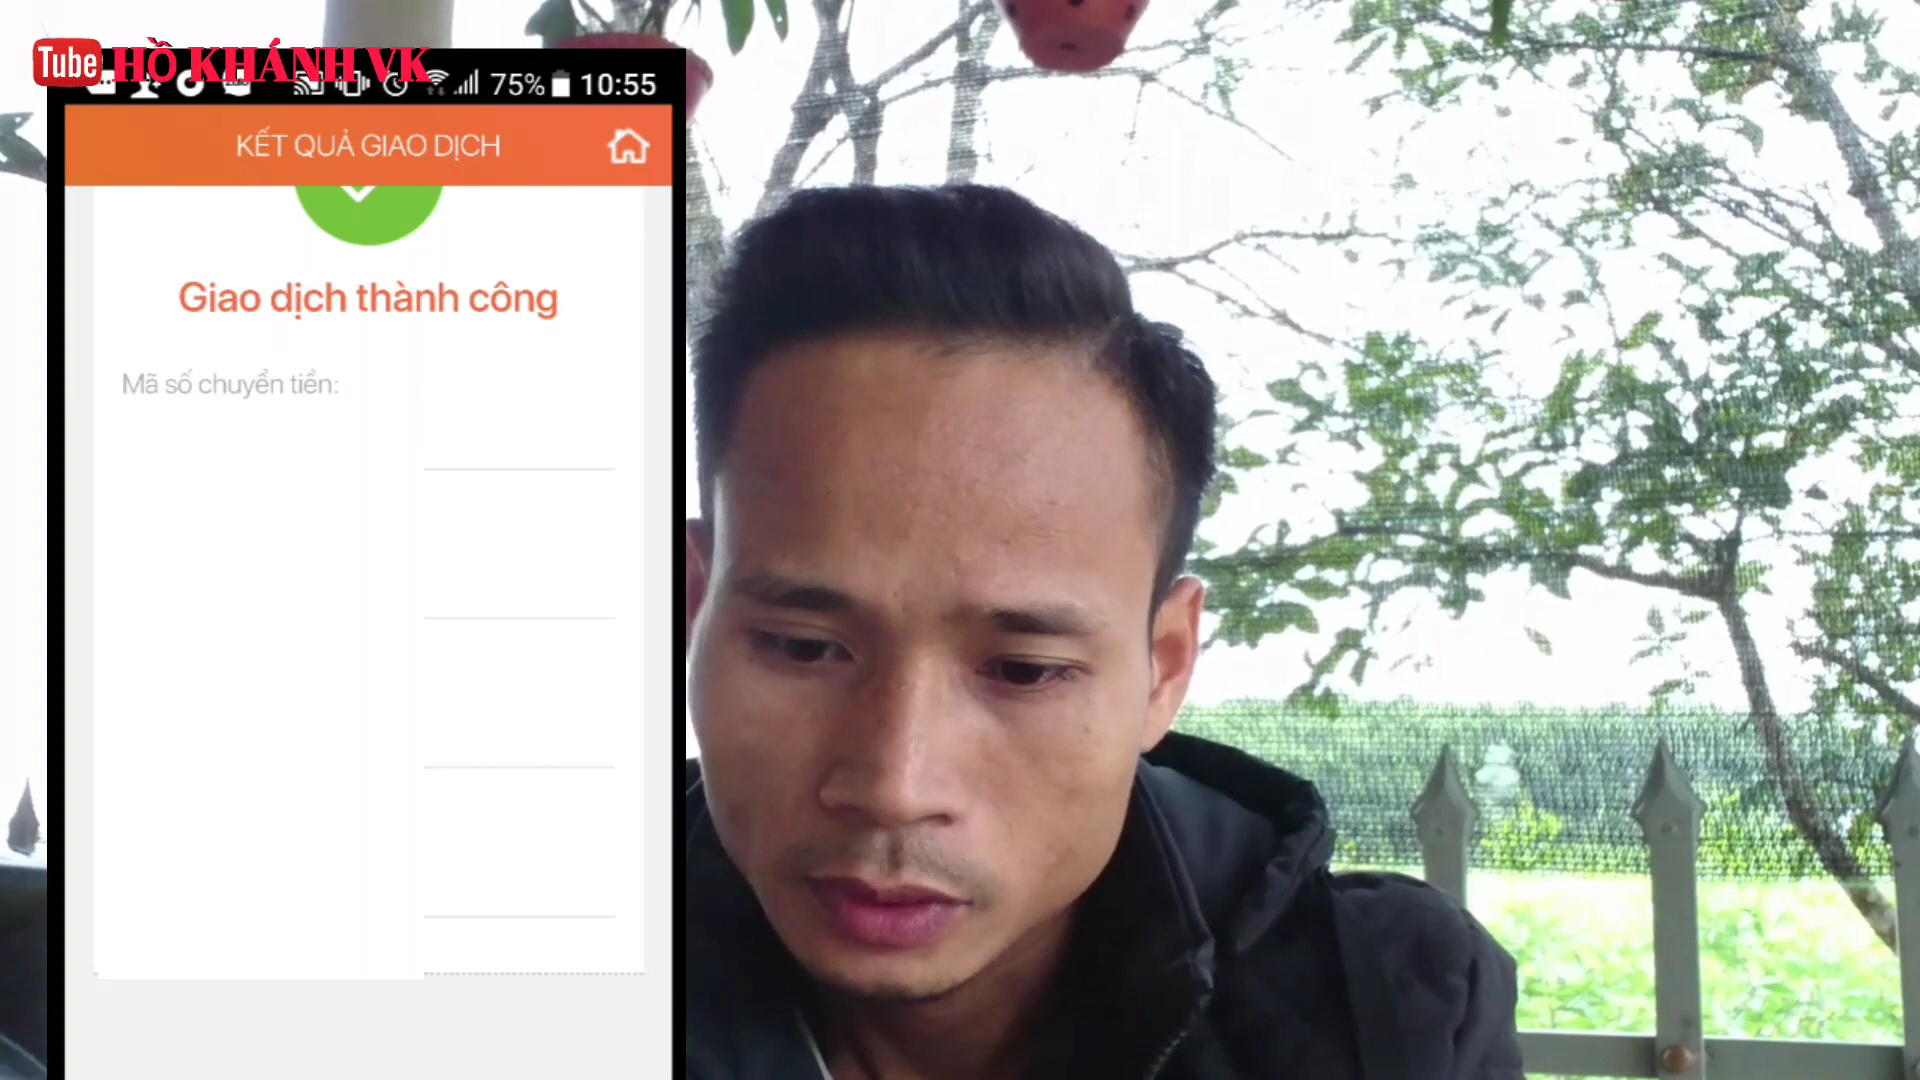 Tube HỒ KHÁNH VK
75% 10:55
KẾT QUẢ GIAO DỊCH
Giao dịch thành công
Mã số chuyển tiền: